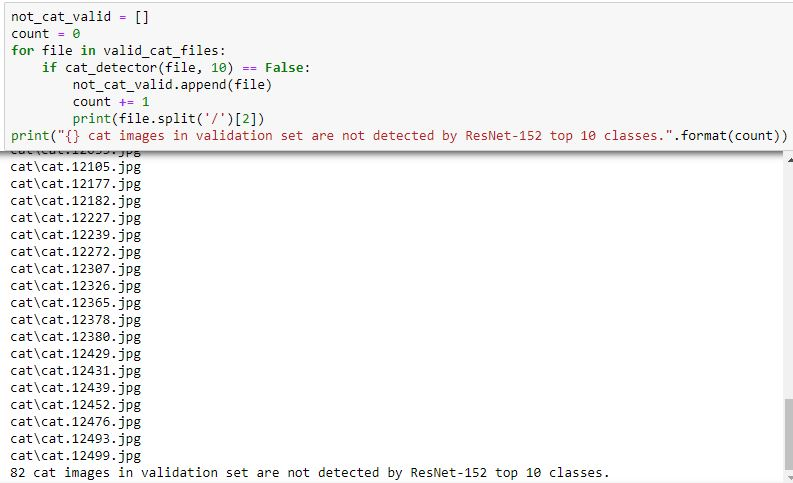 not_cat_valid = []
count = 0
for file in valid_cat_files:
    if cat_detector(file, 10) == False:
        not_cat_valid.append(file)
        count += 1
        print(file.split('/')[2])
print("{} cat images in validation set are not detected by ResNet-152 top 10 classes.".format(count))
cat\cat.12105.jpg
cat\cat.12177.jpg
cat\cat.12182.jpg
cat\cat.12227.jpg
cat\cat.12239.jpg
cat\cat.12272.jpg
cat\cat.12307.jpg
cat\cat.12326.jpg
cat\cat.12365.jpg
cat\cat.12378.jpg
cat\cat.12380.jpg
cat\cat.12429.jpg
cat\cat.12431.jpg
cat\cat.12439.jpg
cat\cat.12452.jpg
cat\cat.12476.jpg
cat\cat.12493.jpg
cat\cat.12499.jpg
82 cat images in validation set are not detected by ResNet-152 top 10 classes.